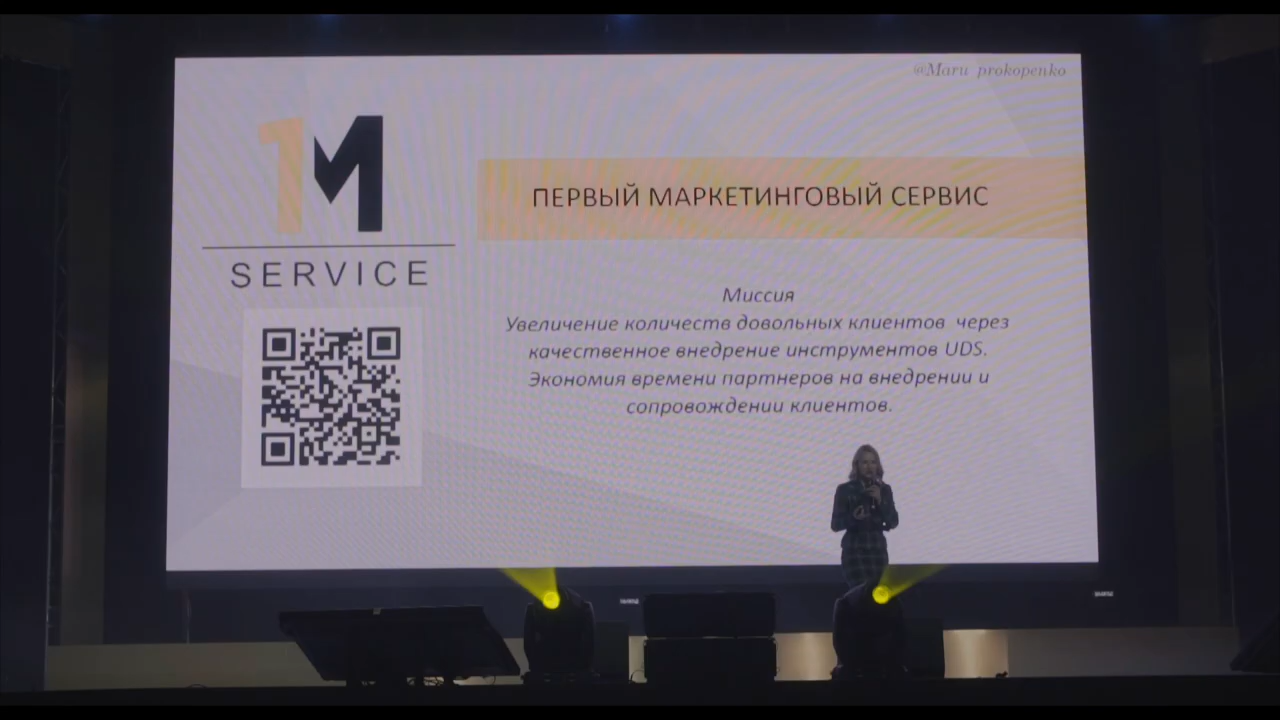 @Maru prokopenko
1M
SERVICE
ПЕРВЫЙ МАРКЕТИНГОВЫЙ СЕРВИС
Миссия
Увеличение количеств довольных клиентов через
качественное внедрение инструментов UDS.
Экономия времени партнеров на внедрении и
сопровождении клиентов.